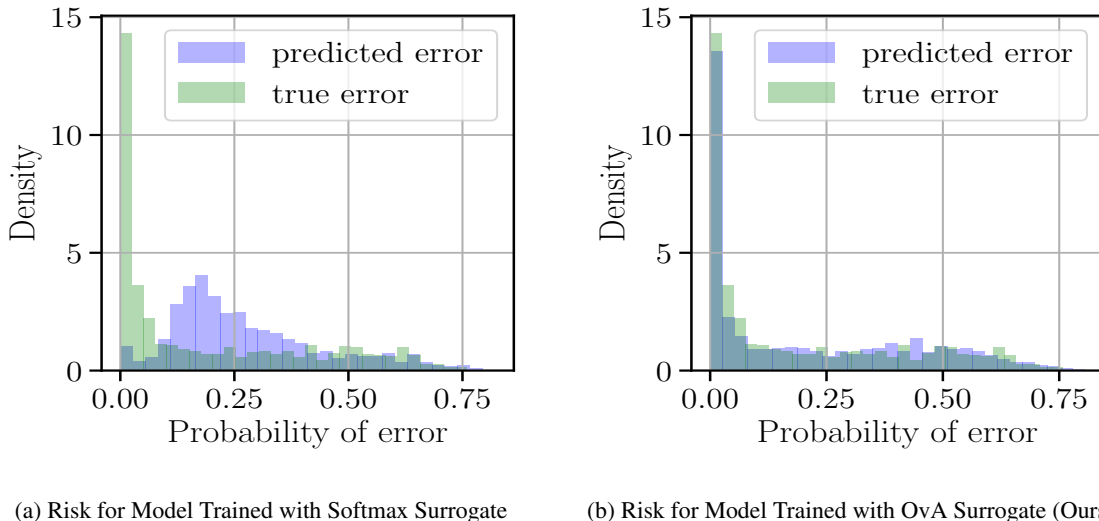 15
10
5
0
Density
predicted error
true error
0.00 0.25 0.50 0.75
Probability of error
(a) Risk for Model Trained with Softmax Surrogate
15
10
5
0
Density
predicted error
true error
0.00 0.25 0.50 0.75
Probability of error
(b) Risk for Model Trained with OvA Surrogate (Ours